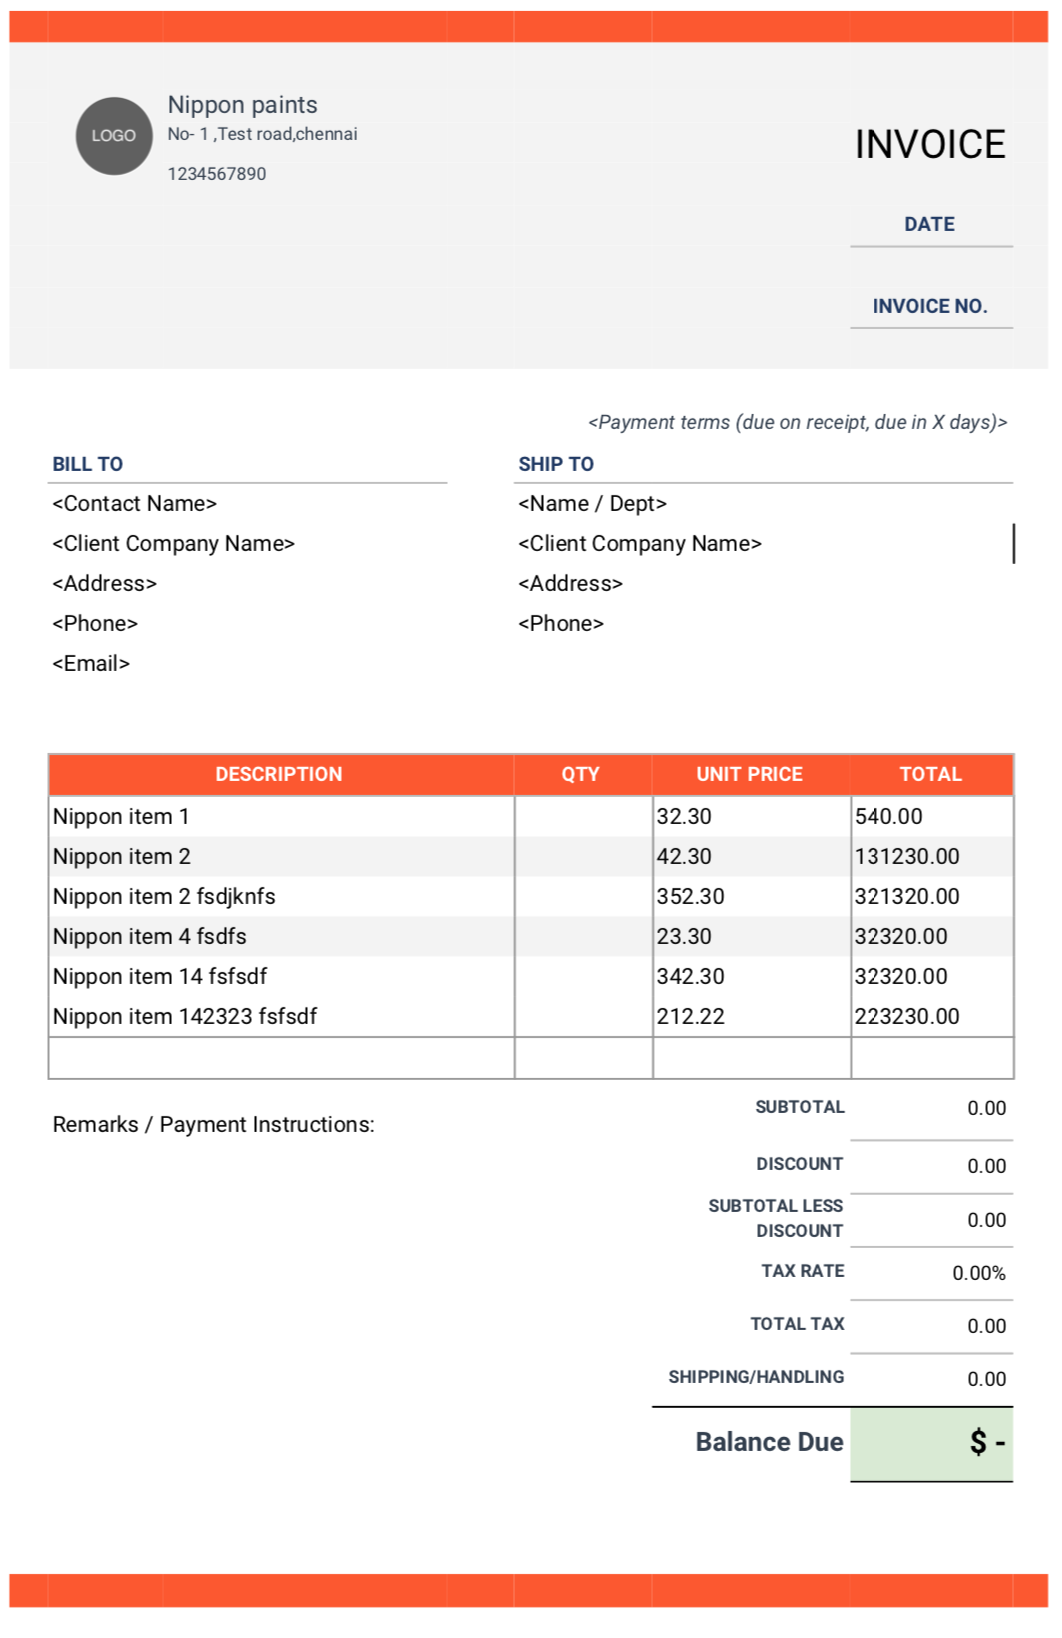 LOGO
Nippon paints
No- 1 ,Test road,chennai
1234567890
INVOICE
DATE
INVOICE NO.
<Payment terms (due on receipt, due in X days)>
BILL TO
<Contact Name>
<Client Company Name>
<Address>
<Phone>
<Email>
SHIP TO
<Name / Dept>
<Client Company Name>
<Address>
<Phone>
DESCRIPTION QTY UNIT PRICE TOTAL
Nippon item 1 32.30 540.00
Nippon item 2 42.30 131230.00
Nippon item 2 fsdjknfs 352.30 321320.00
Nippon item 4 fsdfs 23.30 32320.00
Nippon item 14 fsfsdf 342.30 32320.00
Nippon item 142323 fsfsdf 212.22 223230.00
Remarks / Payment Instructions:
SUBTOTAL 0.00
DISCOUNT 0.00
SUBTOTAL LESS
DISCOUNT 0.00
TAX RATE 0.00%
TOTAL TAX 0.00
SHIPPING/HANDLING 0.00
Balance Due $ -